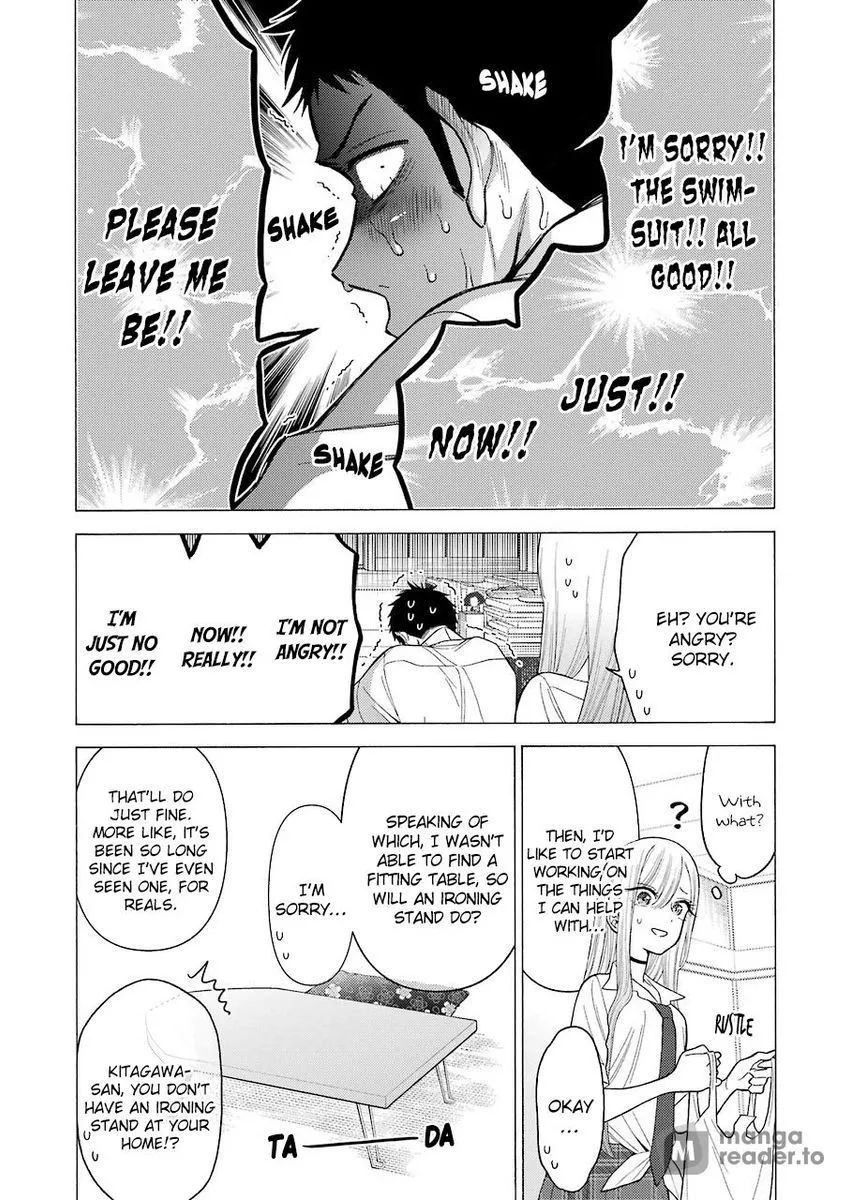 SHAKE
I'M SORRY!!
THE SWIM-
SUIT!! ALL
GOOD!!
SHAKE
PLEASE
LEAVE ME
BE!!
JUST!!
NOW!!
SHAKE
EH? YOU'RE
ANGRY?
SORRY.
I'M NOT
ANGRY!!
NOW!!
REALLY!!
I'M
JUST NO
GOOD!!
With
what?
?
THEN, I'D
LIKE TO START
WORKING ON
THE THINGS
I CAN HELP
WITH...
RUSTLE
OKAY
...
SPEAKING OF
WHICH, I WASN'T
ABLE TO FIND A
FITTING TABLE, SO
WILL AN IRONING
STAND DO?
I'M
SORRY...
THAT'LL DO
JUST FINE.
MORE LIKE, IT'S
BEEN SO LONG
SINCE I'VE EVEN
SEEN ONE, FOR
REALS.
KITAGAWA-
SAN, YOU DON'T
HAVE AN IRONING
STAND AT YOUR
HOME!?
TA DA
M manga
reader.to